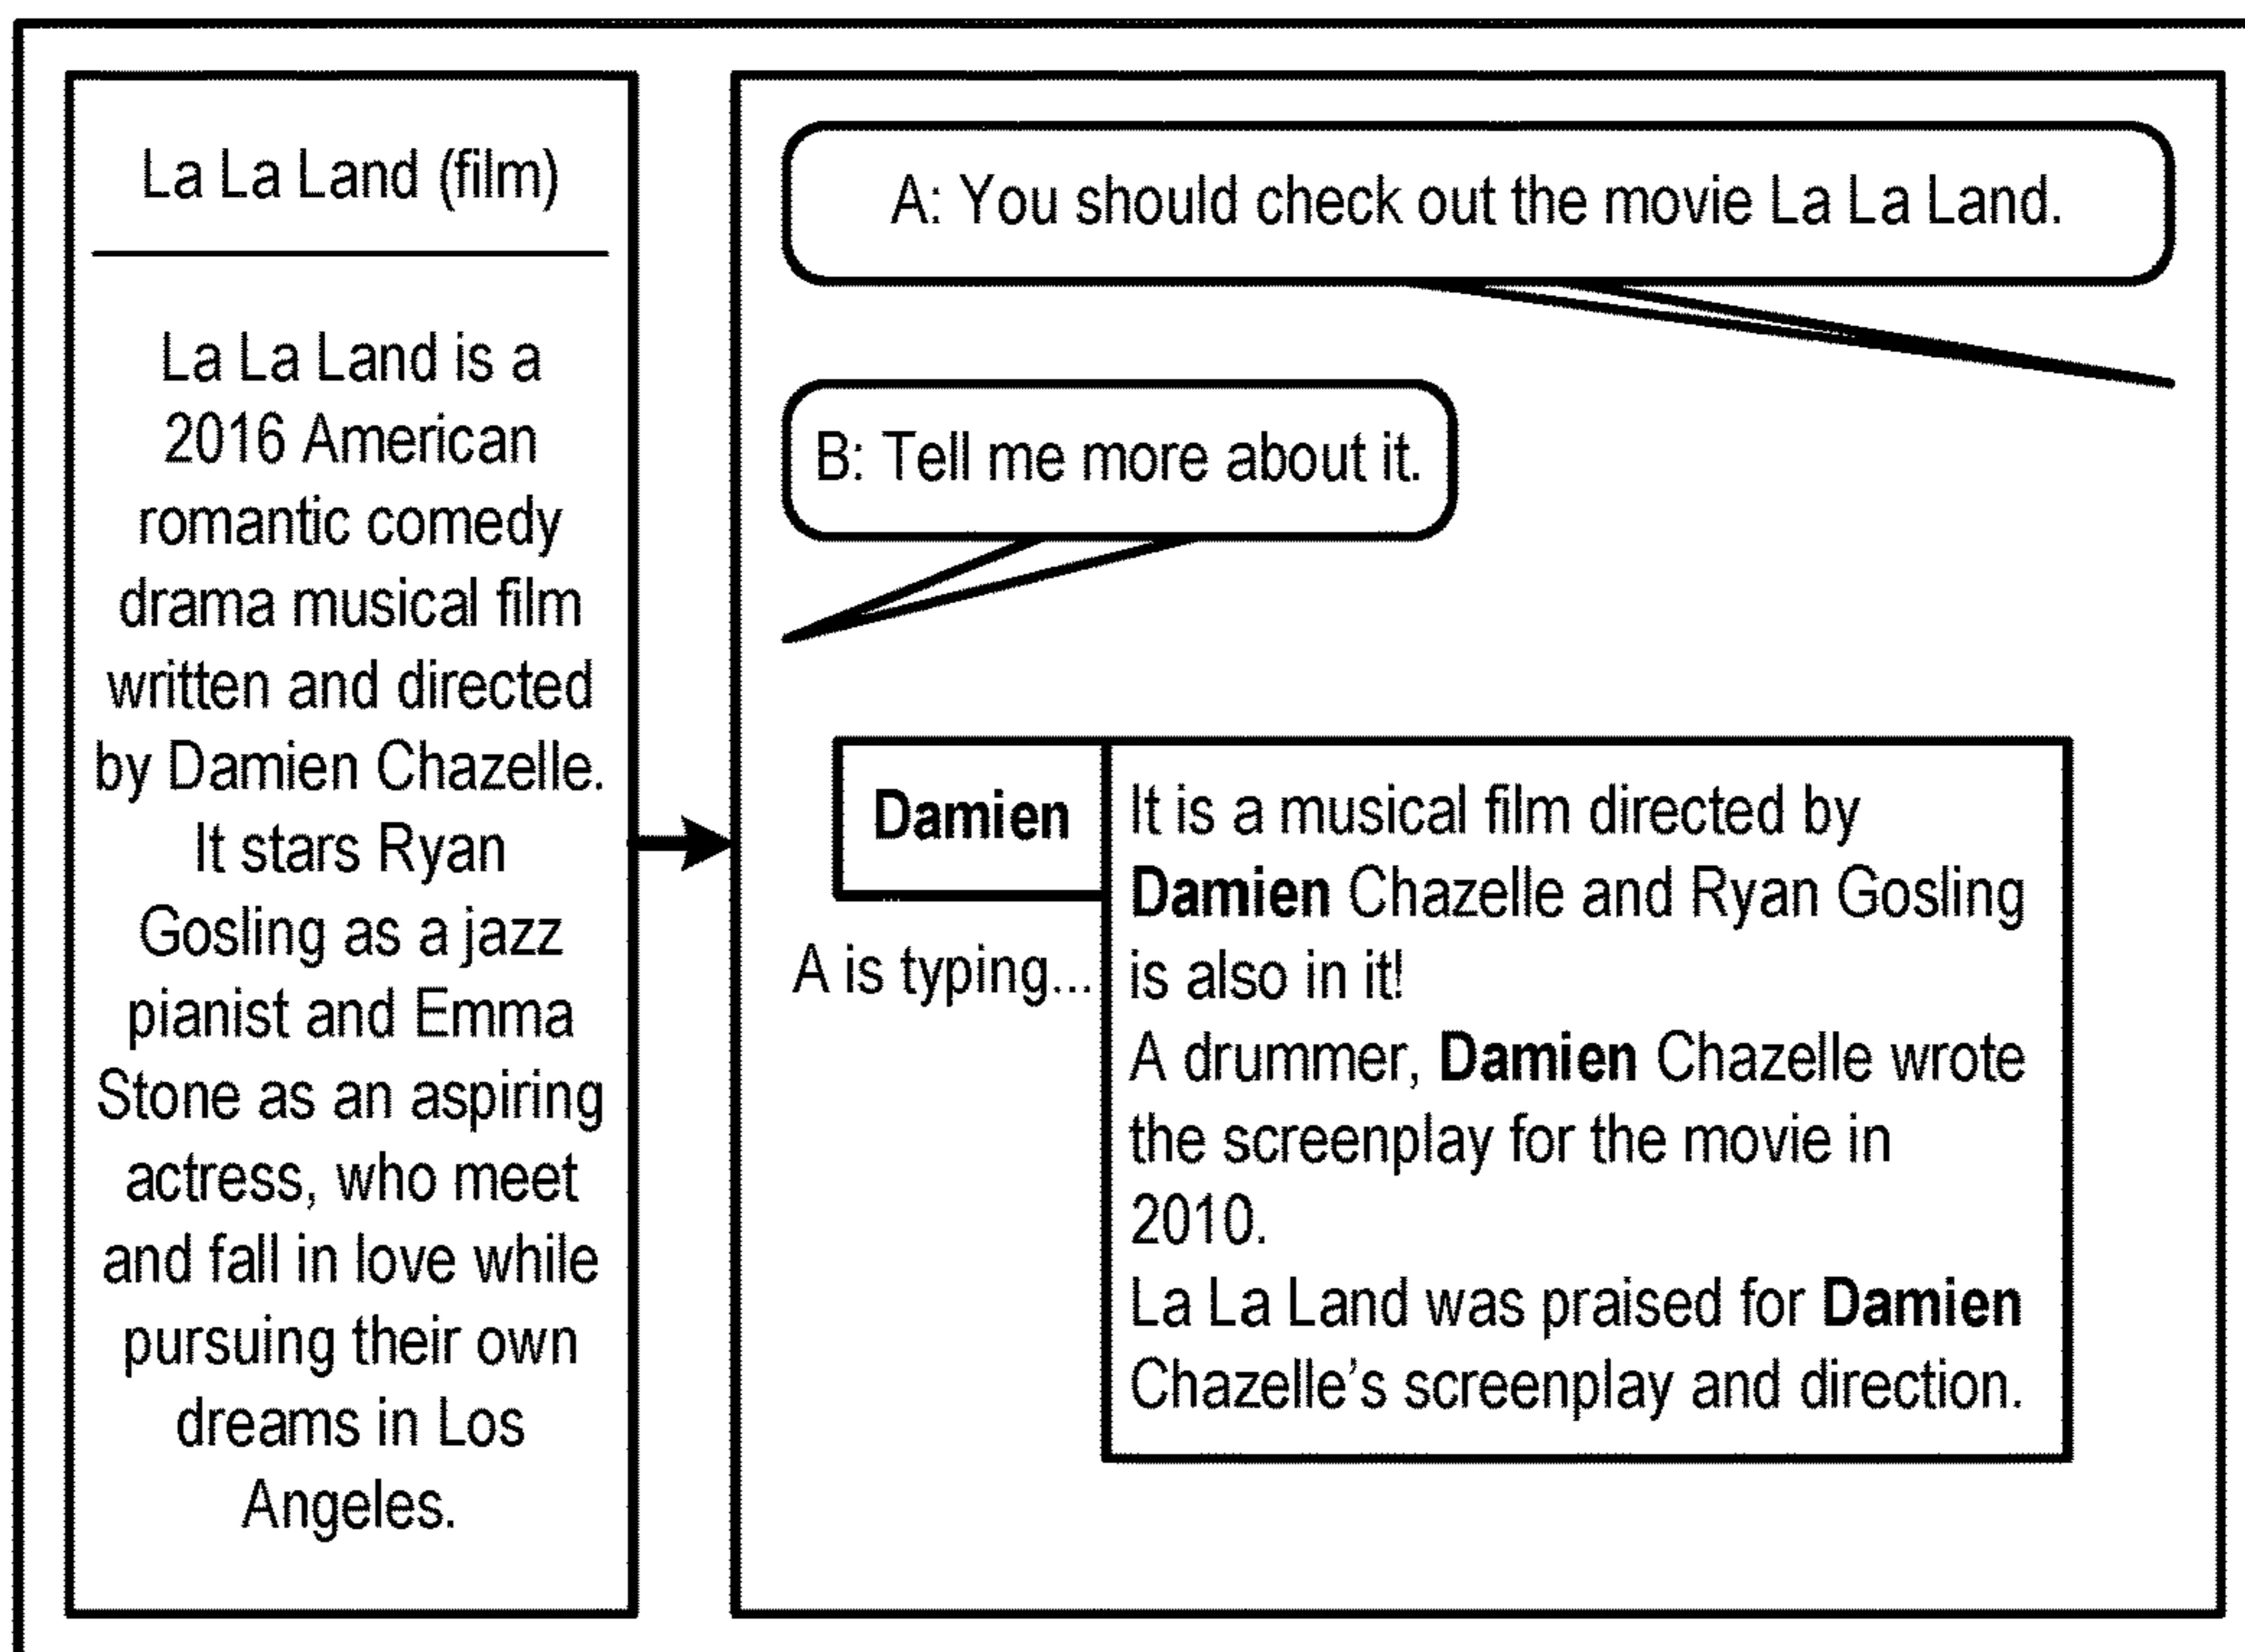 La La Land (film)
La La Land is a
2016 American
romantic comedy
drama musical film
written and directed
by Damien Chazelle.
It stars Ryan
Gosling as a jazz
pianist and Emma
Stone as an aspiring
actress, who meet
and fall in love while
pursuing their own
dreams in Los
Angeles.
A: You should check out the movie La La Land.
B: Tell me more about it.
Damien
A is typing...
It is a musical film directed by
Damien Chazelle and Ryan Gosling
is also in it!
A drummer, Damien Chazelle wrote
the screenplay for the movie in
2010.
La La Land was praised for Damien
Chazelle’s screenplay and direction.